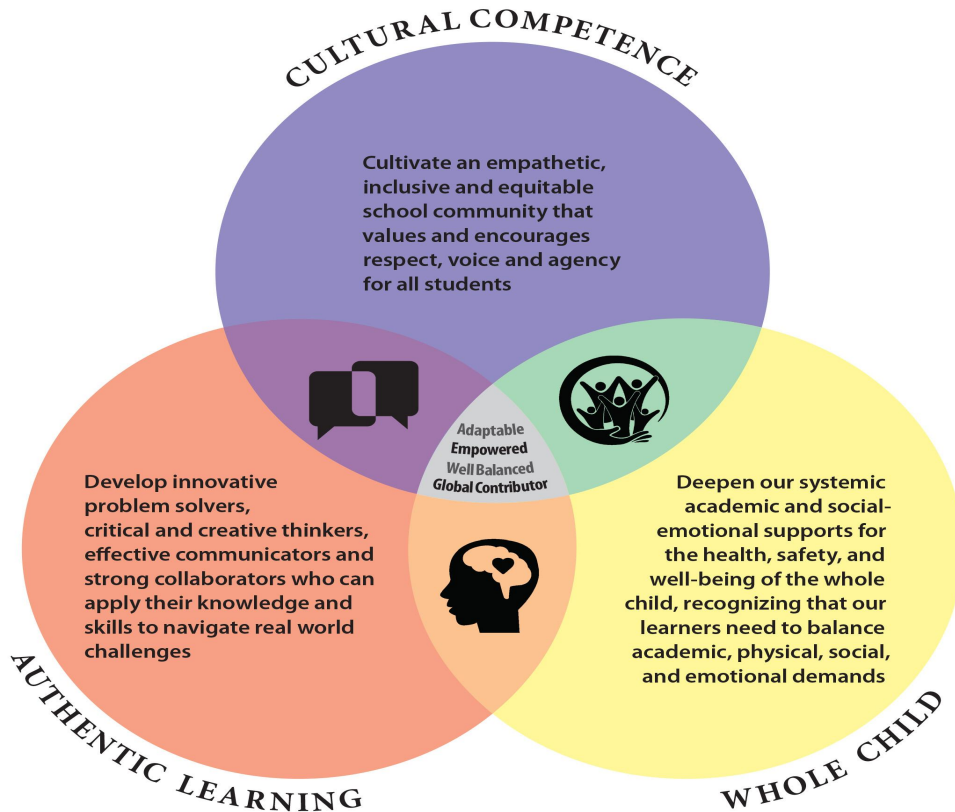 CULTURAL COMPETENCE
Cultivate an empathetic,
inclusive and equitable
school community that
values and encourages
respect, voice and agency
for all students
Adaptable
Empowered
Well Balanced
Global Contributor
Develop innovative
problem solvers,
critical and creative thinkers,
effective communicators and
strong collaborators who can
apply their knowledge and
skills to navigate real world
challenges
Deepen our systemic
academic and social-
emotional supports for
the health, safety, and
well-being of the whole
child, recognizing that our
learners need to balance
academic, physical, social,
and emotional demands
AUTHENTIC LEARNING
WHOLE CHILD